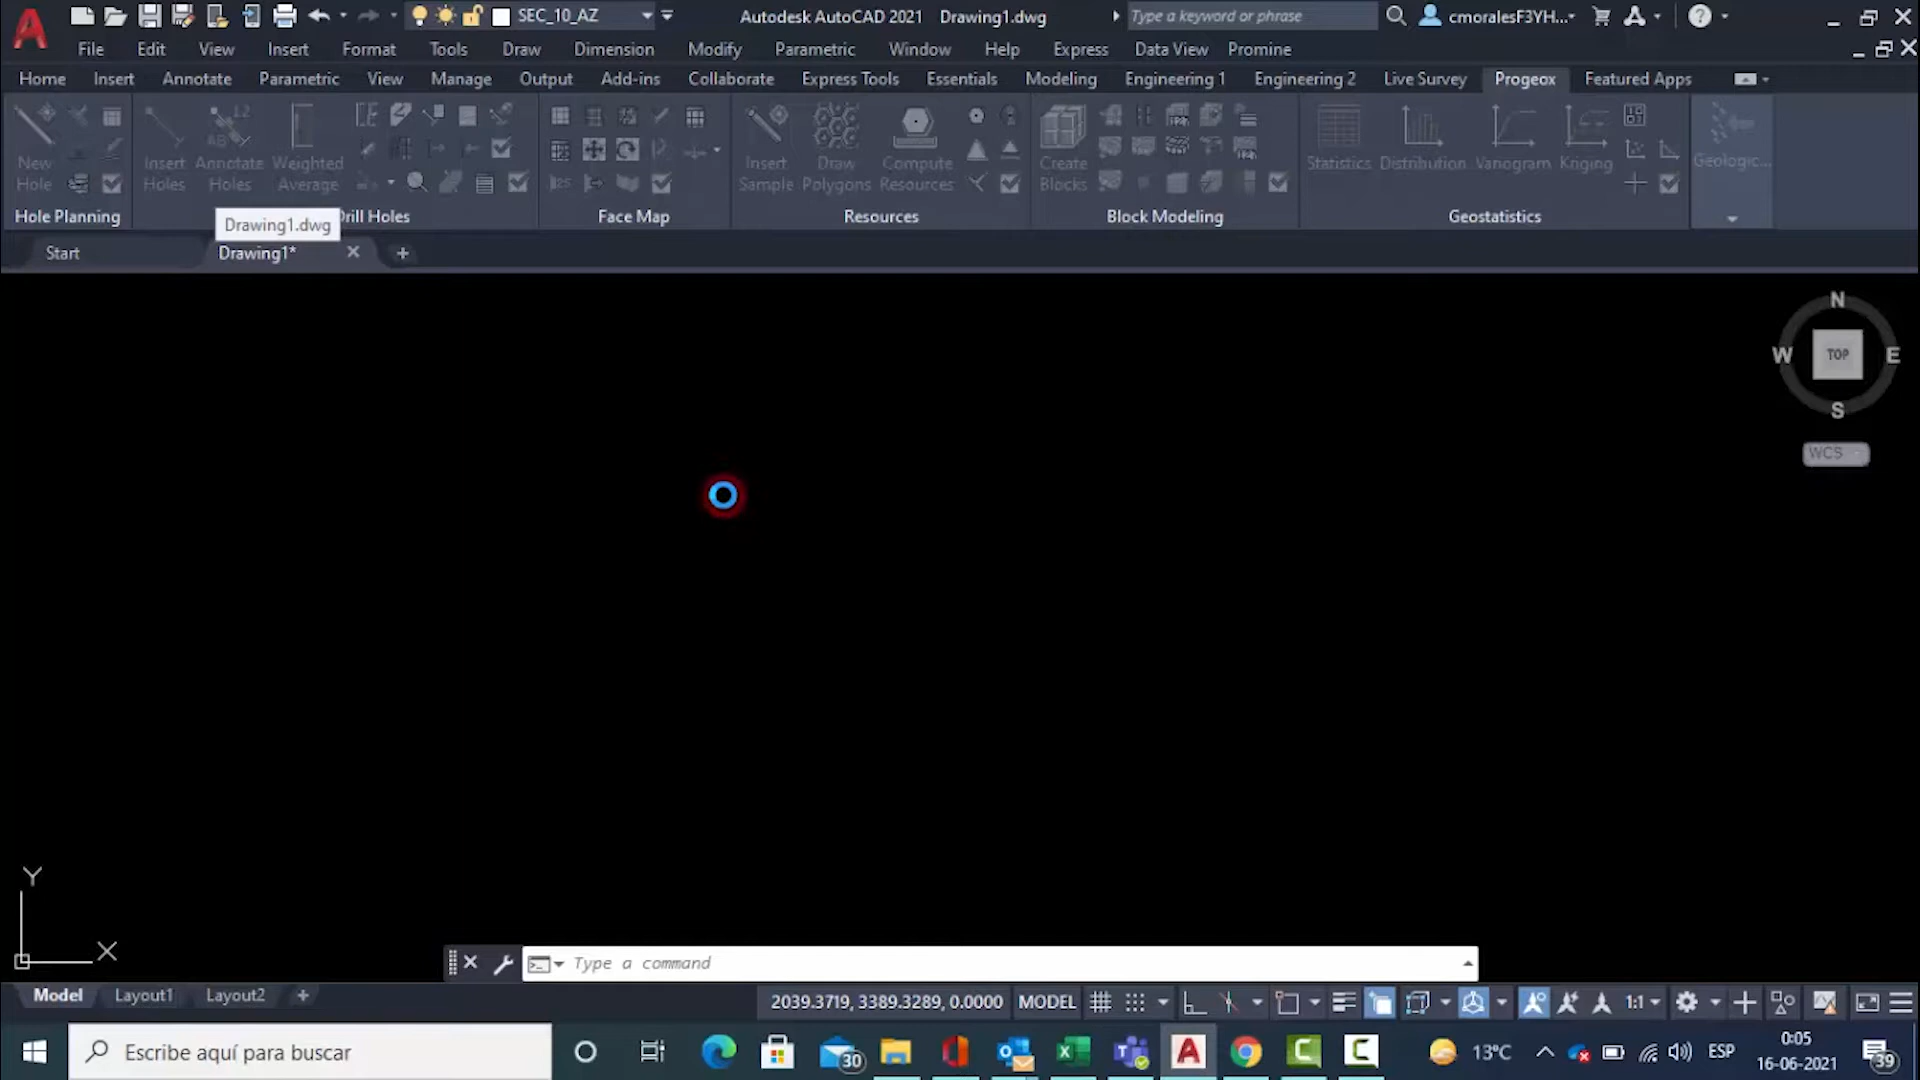 SEC_10_AZ Autodesk AutoCAD 2021 Drawing1.dwg Type a keyword or phrase cmoralesF3YH...
File Edit View Insert Format Tools Draw Dimension Modify Parametric Window Help Express Data View Promine
Home Insert Annotate Parametric View Manage Output Add-ins Collaborate Express Tools Essentials Modeling Engineering 1 Engineering 2 Live Survey Progeox Featured Apps
New Hole
Insert Holes
Annotate Holes
Weighted Average
Insert Sample
Draw Polygons
Compute Resources
Create Blocks
Statistics Distribution Variogram Kriging
Geologic...
Hole Planning Drill Holes Face Map Resources Block Modeling Geostatistics
Drawing1.dwg
Start Drawing1*
N
W TOP E
S
WCS
Y
X
Type a command
Model Layout1 Layout2 2039.3719, 3389.3289, 0.0000 MODEL 1:1
Escribe aquí para buscar 30 13°C ESP 0:05
16-06-2021 39